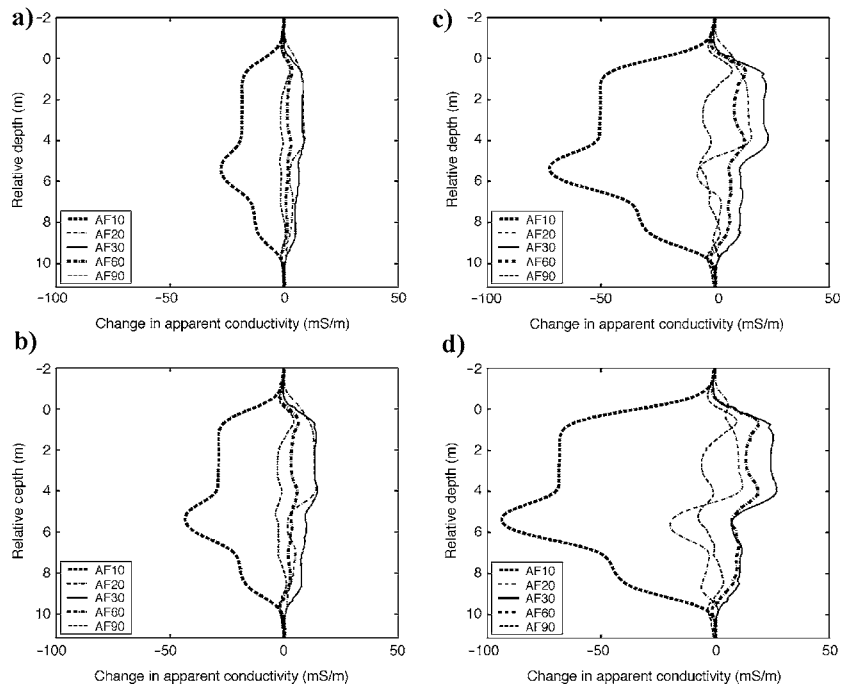 a)
−2
0
2
4
6
8
10
Relative depth (m)
AF10
AF20
AF30
AF60
AF90
−100
−50
0
50
Change in apparent conductivity (mS/m)
c)
−2
0
2
4
6
8
10
Relative depth (m)
AF10
AF20
AF30
AF60
AF90
−100
−50
0
50
Change in apparent conductivity (mS/m)
b)
−2
0
2
4
6
8
10
Relative cepth (m)
AF10
AF20
AF30
AF60
AF90
−100
−50
0
50
Change in apparent conductivity (mS/m)
d)
−2
0
2
4
6
8
10
Relative depth (m)
AF10
AF20
AF30
AF60
AF90
−100
−50
0
50
Change in apparent conductivity (mS/m)